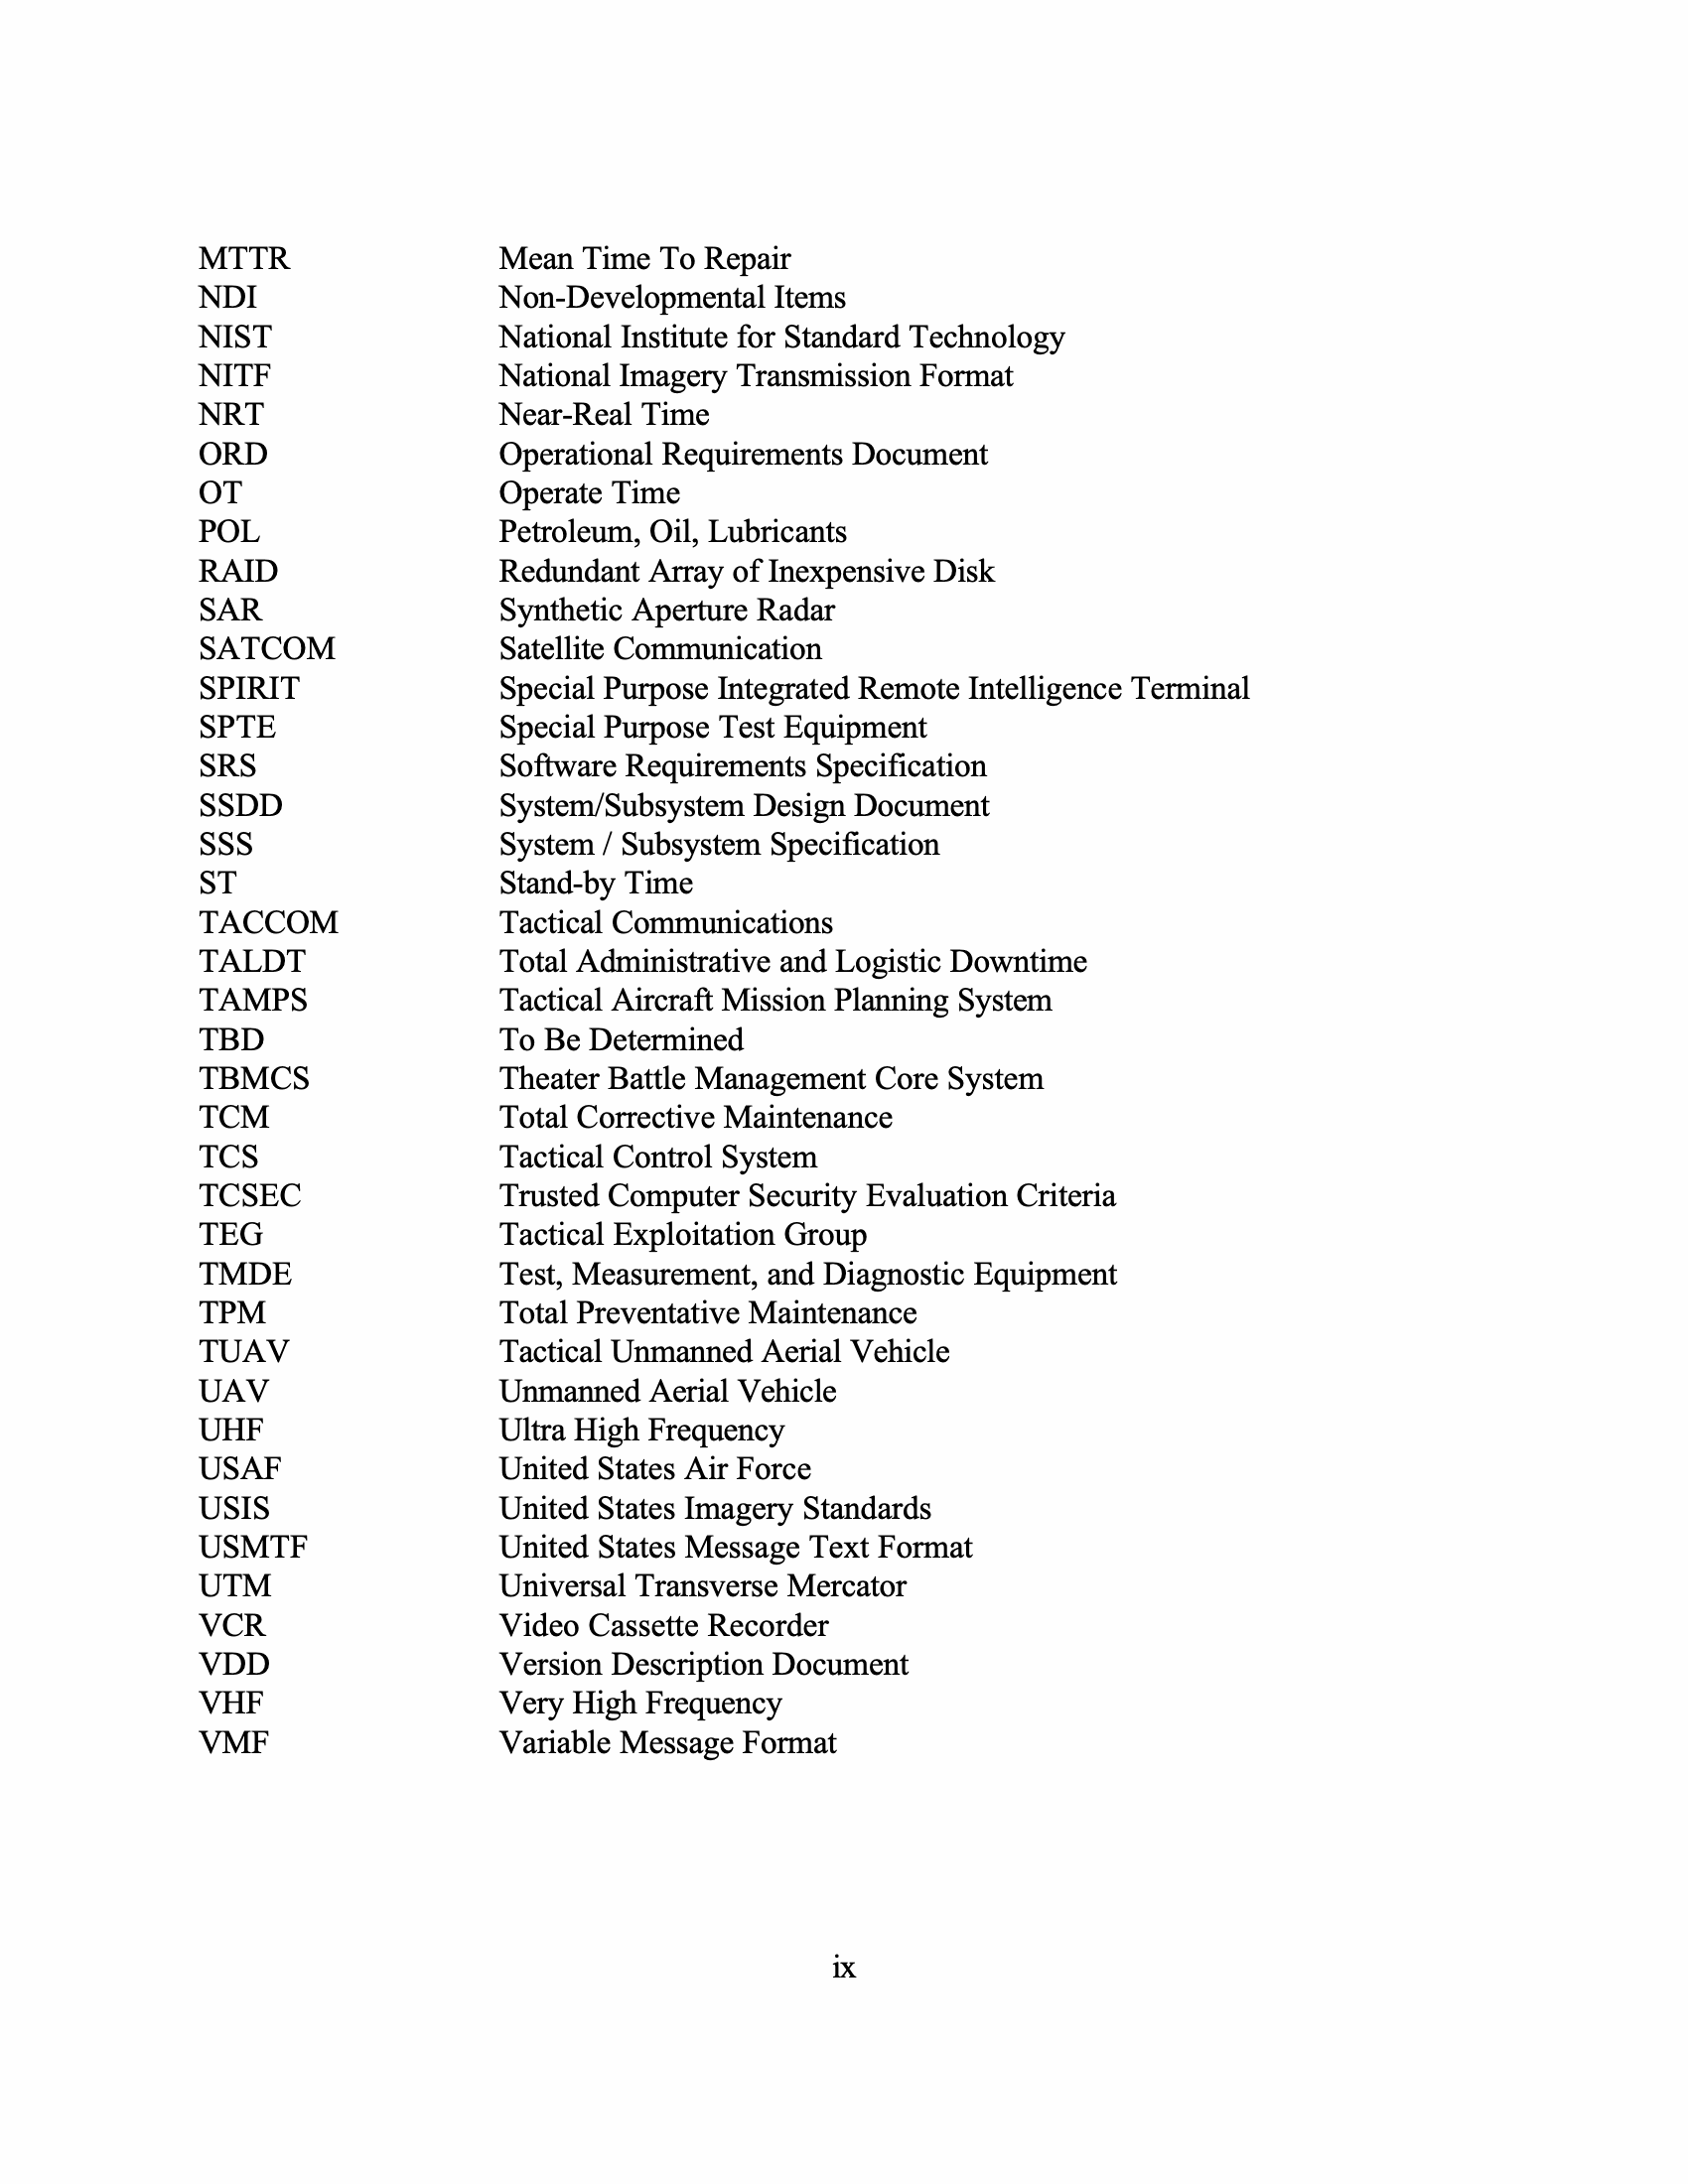 MTTR Mean Time To Repair
NDI Non-Developmental Items
NIST National Institute for Standard Technology
NITF National Imagery Transmission Format
NRT Near-Real Time
ORD Operational Requirements Document
OT Operate Time
POL Petroleum, Oil, Lubricants
RAID Redundant Array of Inexpensive Disk
SAR Synthetic Aperture Radar
SATCOM Satellite Communication
SPIRIT Special Purpose Integrated Remote Intelligence Terminal
SPTE Special Purpose Test Equipment
SRS Software Requirements Specification
SSDD System/Subsystem Design Document
SSS System / Subsystem Specification
ST Stand-by Time
TACCOM Tactical Communications
TALDT Total Administrative and Logistic Downtime
TAMPS Tactical Aircraft Mission Planning System
TBD To Be Determined
TBMCS Theater Battle Management Core System
TCM Total Corrective Maintenance
TCS Tactical Control System
TCSEC Trusted Computer Security Evaluation Criteria
TEG Tactical Exploitation Group
TMDE Test, Measurement, and Diagnostic Equipment
TPM Total Preventative Maintenance
TUAV Tactical Unmanned Aerial Vehicle
UAV Unmanned Aerial Vehicle
UHF Ultra High Frequency
USAF United States Air Force
USIS United States Imagery Standards
USMTF United States Message Text Format
UTM Universal Transverse Mercator
VCR Video Cassette Recorder
VDD Version Description Document
VHF Very High Frequency
VMF Variable Message Format
ix